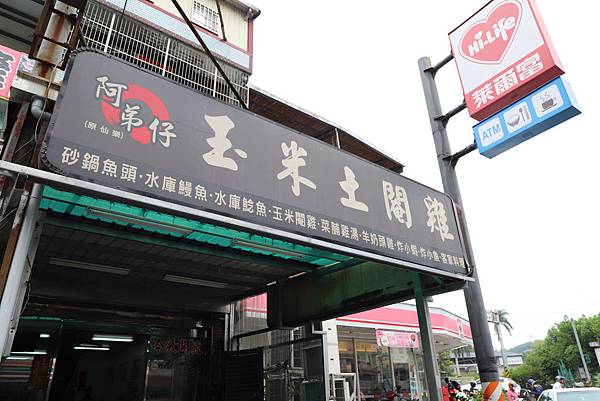 阿弟仔
(原仙樂)
玉米土閹雞
砂鍋魚頭·水庫鰻魚·水庫鯰魚·玉米閹雞·菜脯雞湯·羊奶頭雞·炸小蝦·炸小魚·客家料理
Hi-Life
萊爾富
ATM